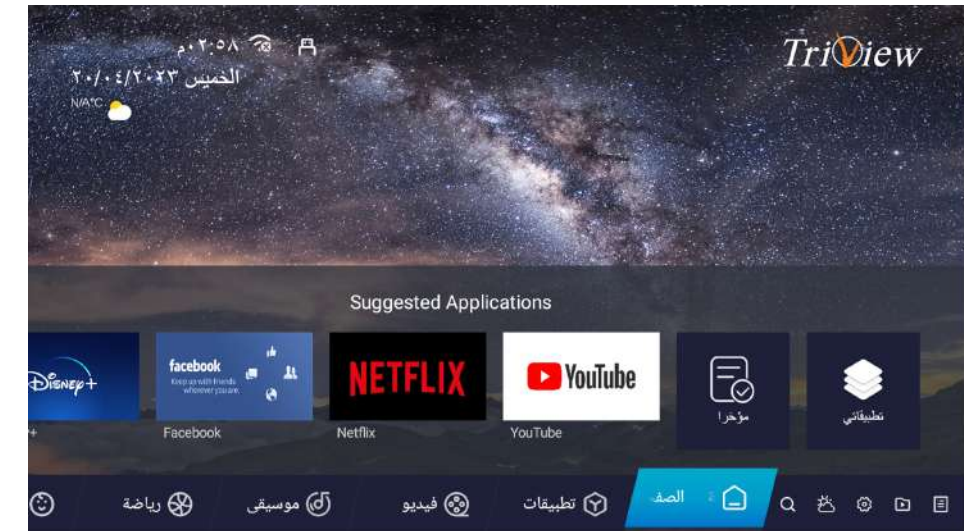 ٠٢:٥٨م
الخميس ٢٠/٠٤/٢٠٢٣
N/A°C
TriView
Suggested Applications
تطبيقاتي
مؤخرا
YouTube
YouTube
NETFLIX
Netflix
facebook
Keep up with friends
wherever you are.
Facebook
Disney+
+
الصف
تطبيقات
فيديو
موسيقى
رياضة